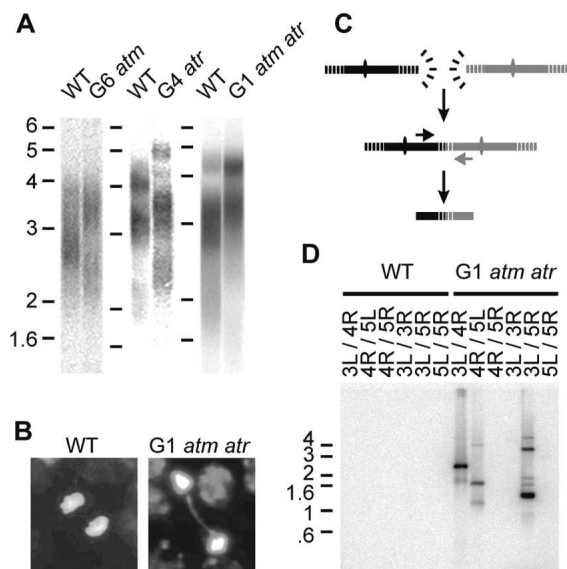 A
WT
G6 atm
WT
G4 atr
WT
G1 atm atr
6
5
4
3
2
1.6
B
WT
G1 atm atr
C
D
WT
G1 atm atr
3L / 4R
4R / 5L
4R / 5R
3L / 3R
3L / 5R
5L / 5R
3L / 4R
4R / 5L
4R / 5R
3L / 3R
3L / 5R
5L / 5R
4
3
2
1.6
1
.6